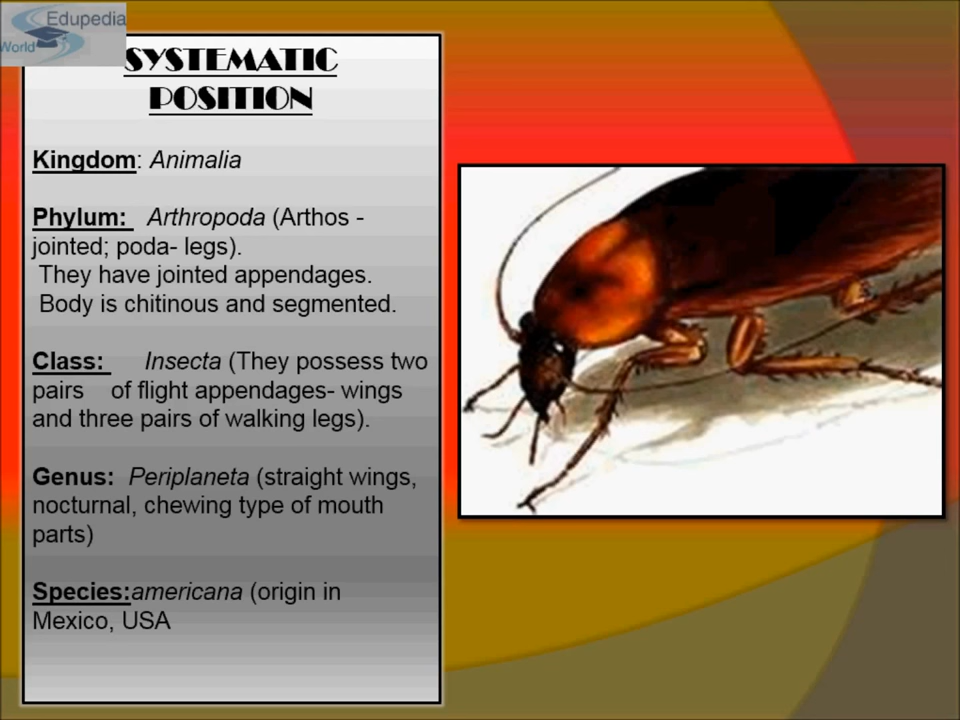 Edupedia
World
SYSTEMATIC
POSITION
Kingdom: Animalia
Phylum: Arthropoda (Arthos -
jointed; poda- legs).
They have jointed appendages.
Body is chitinous and segmented.
Class: Insecta (They possess two
pairs of flight appendages- wings
and three pairs of walking legs).
Genus: Periplaneta (straight wings,
nocturnal, chewing type of mouth
parts)
Species:americana (origin in
Mexico, USA